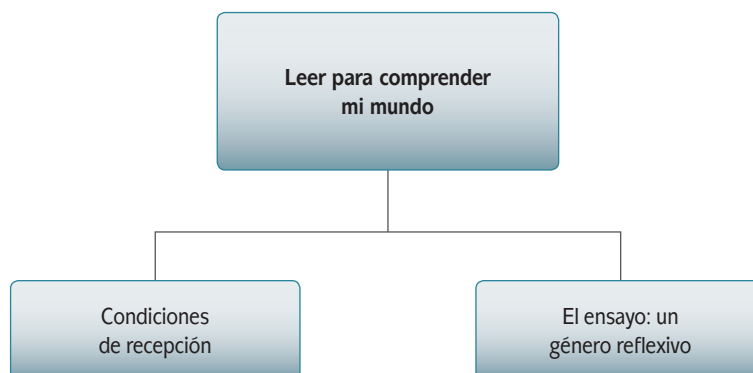 Leer para comprender
mi mundo
Condiciones
de recepción
El ensayo: un
género reflexivo